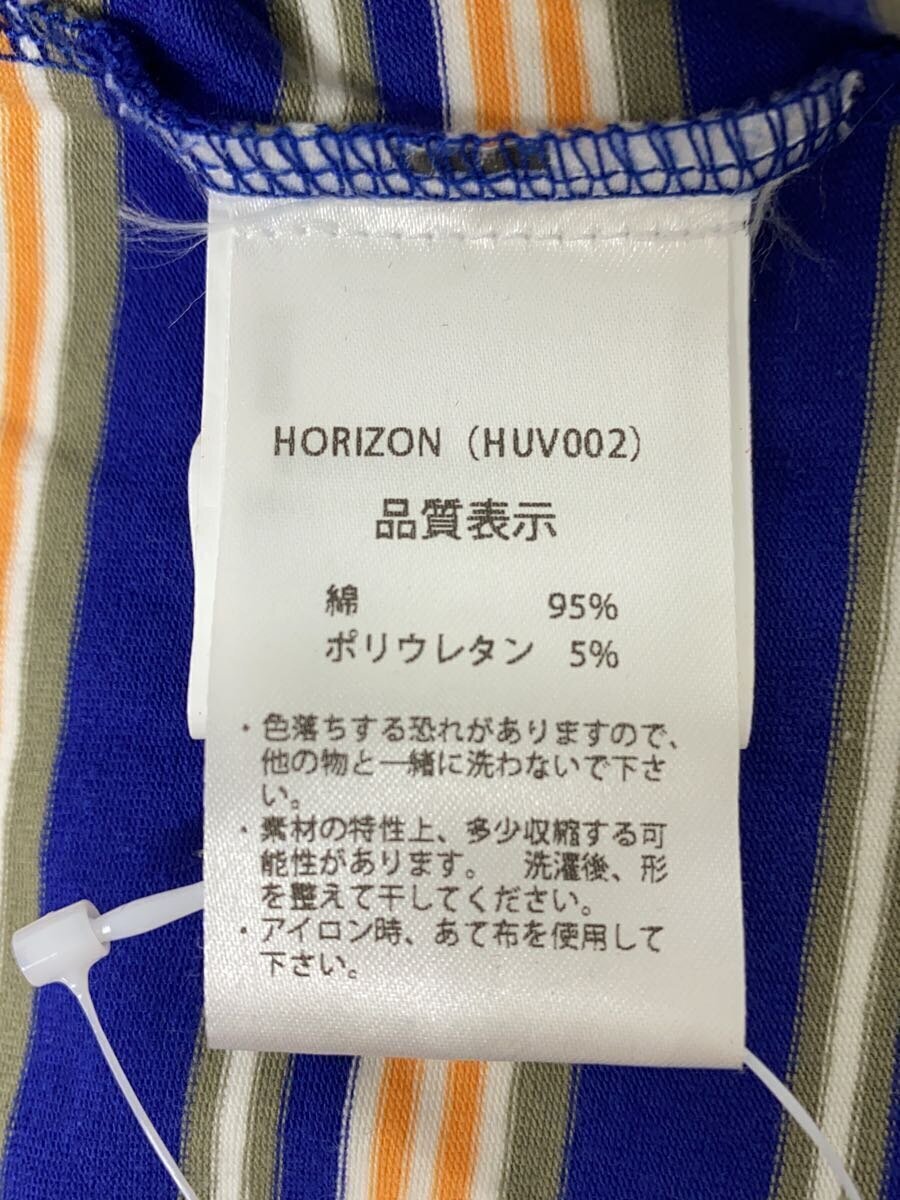 HORIZON（HUV002）
品質表示
綿 95%
ポリウレタン 5%
・色落ちする恐れがありますので、
他の物と一緒に洗わないで下さ
い。
・素材の特性上、多少収縮する可
能性があります。 洗濯後、形
を整えて干してください。
・アイロン時、あて布を使用して
下さい。